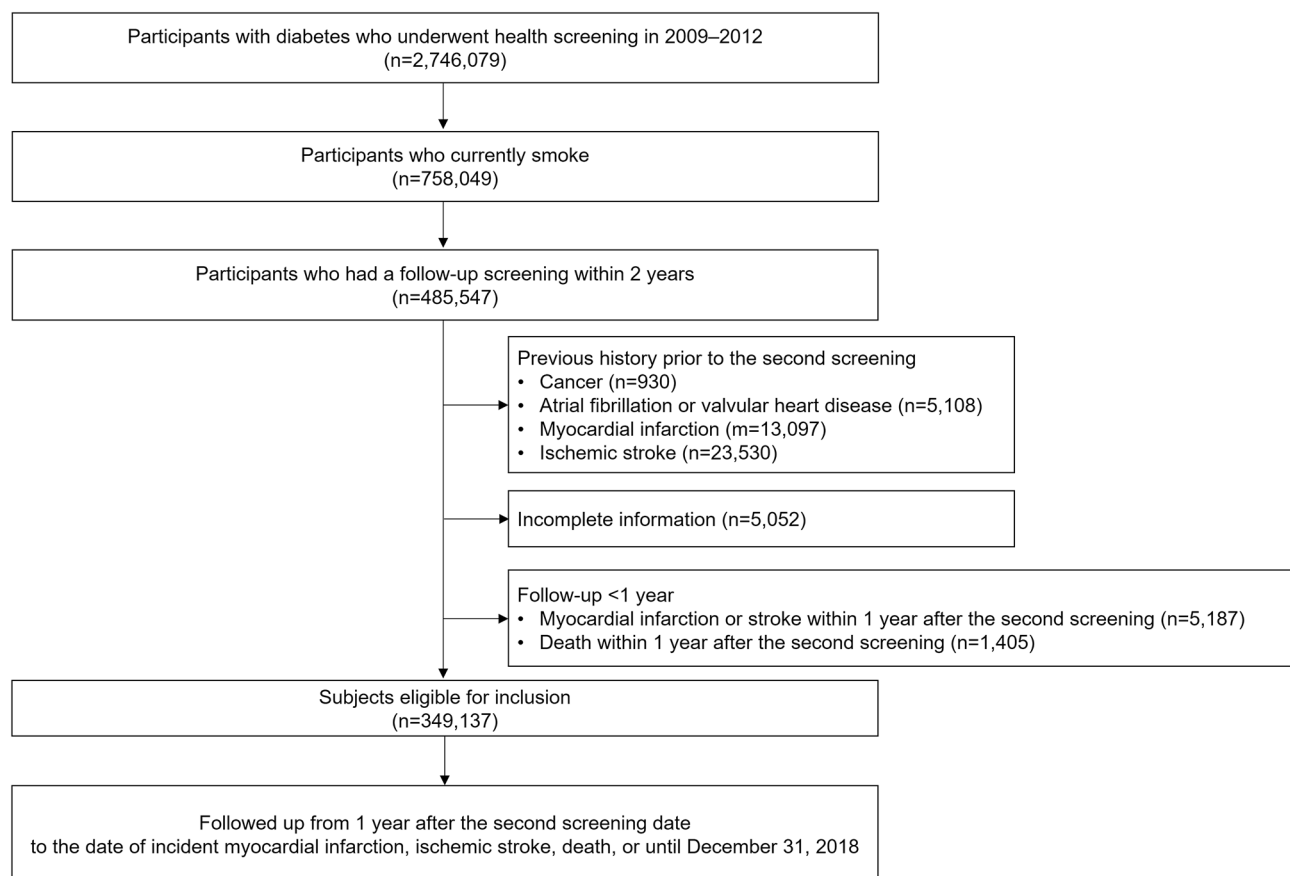 Participants with diabetes who underwent health screening in 2009–2012
(n=2,746,079)
Participants who currently smoke
(n=758,049)
Participants who had a follow-up screening within 2 years
(n=485,547)
Previous history prior to the second screening
• Cancer (n=930)
• Atrial fibrillation or valvular heart disease (n=5,108)
• Myocardial infarction (m=13,097)
• Ischemic stroke (n=23,530)
Incomplete information (n=5,052)
Follow-up <1 year
• Myocardial infarction or stroke within 1 year after the second screening (n=5,187)
• Death within 1 year after the second screening (n=1,405)
Subjects eligible for inclusion
(n=349,137)
Followed up from 1 year after the second screening date
to the date of incident myocardial infarction, ischemic stroke, death, or until December 31, 2018